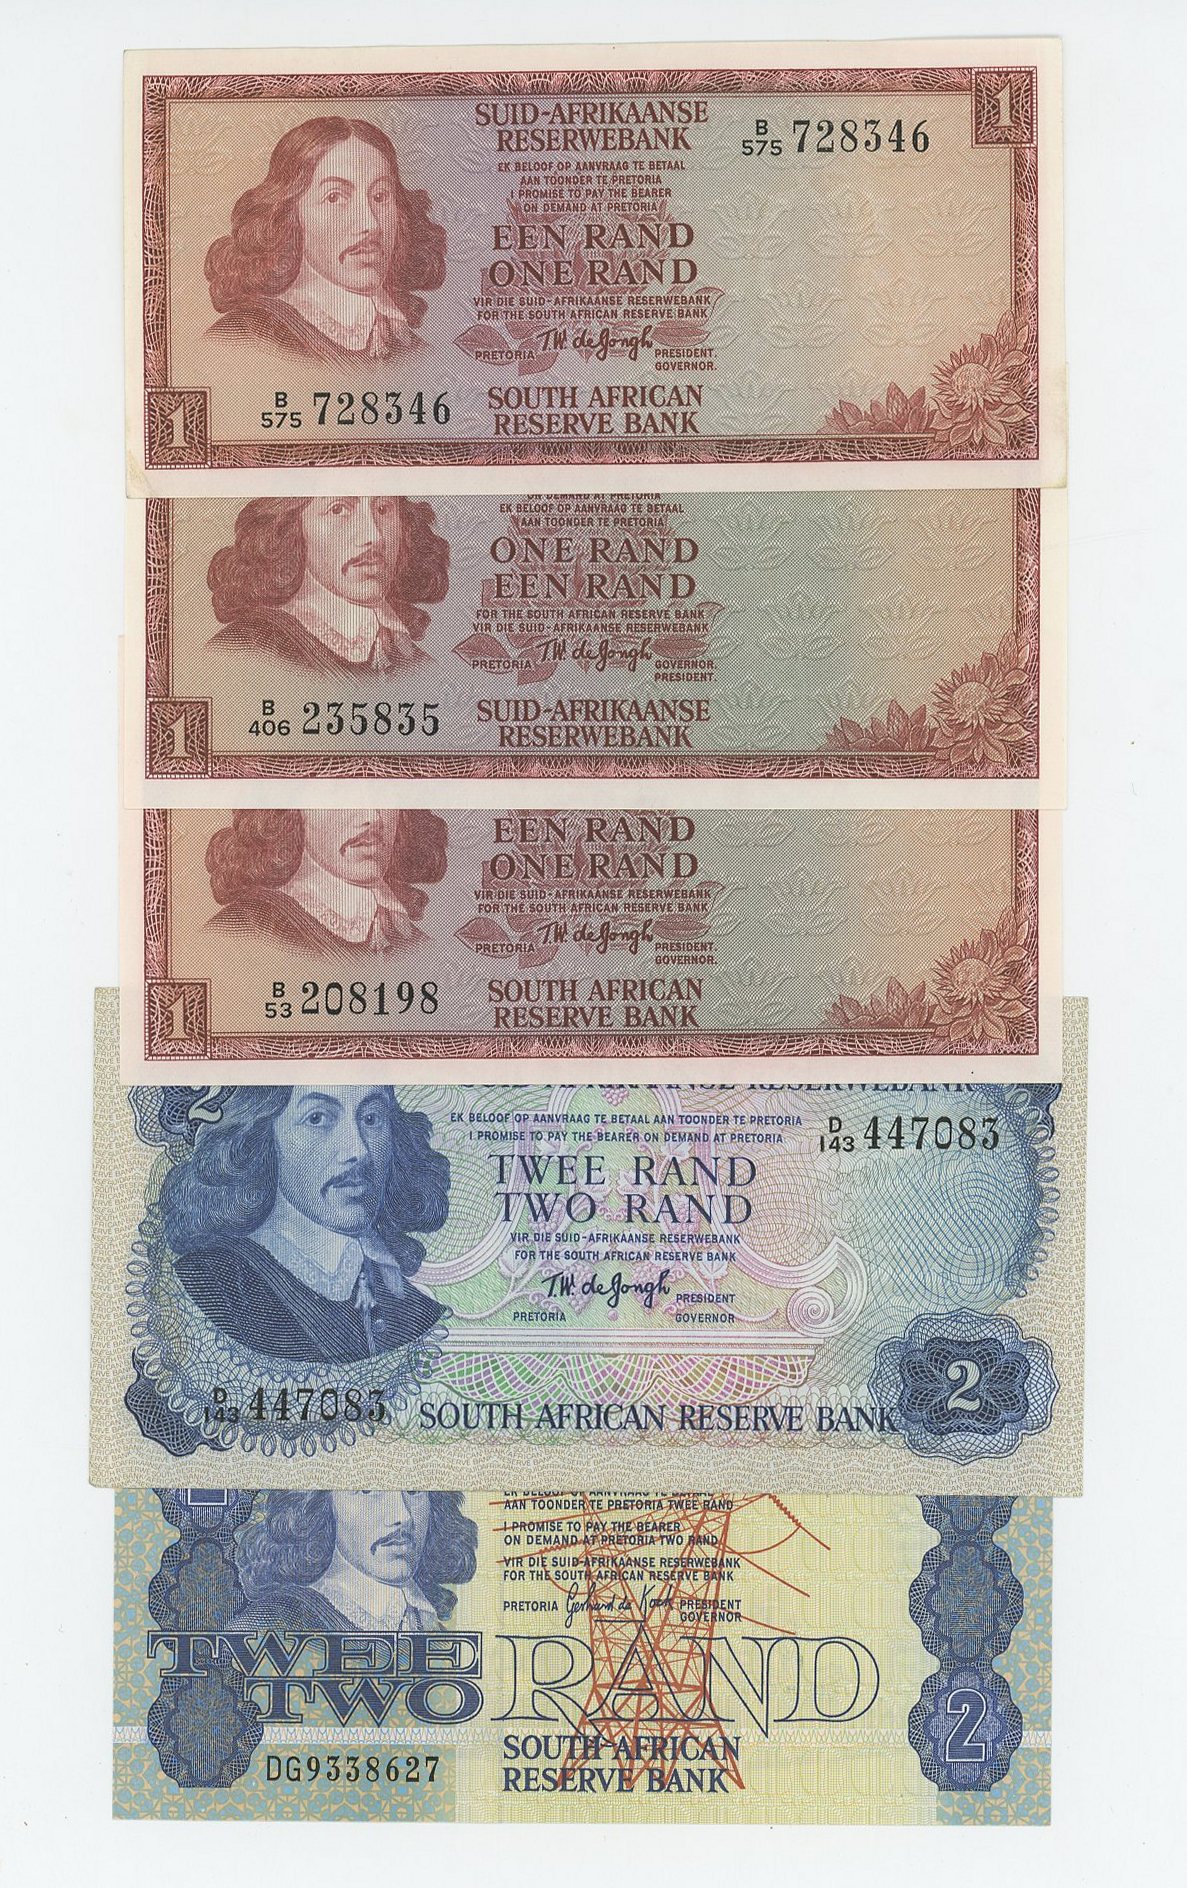 1
SUID-AFRIKAANSE
RESERWEBANK
B
575 728346
EK BELOOF OP AANVRAAG TE BETAAL
AAN TOONDER TE PRETORIA
I PROMISE TO PAY THE BEARER
ON DEMAND AT PRETORIA
EEN RAND
ONE RAND
VIR DIE SUID-AFRIKAANSE RESERWEBANK
FOR THE SOUTH AFRICAN RESERVE BANK
T.W. de Jongh
PRETORIA PRESIDENT.
GOVERNOR.
1
B
575 728346
SOUTH AFRICAN
RESERVE BANK
ON DEMAND AT PRETORIA
EK BELOOF OP AANVRAAG TE BETAAL
AAN TOONDER TE PRETORIA
ONE RAND
EEN RAND
FOR THE SOUTH AFRICAN RESERVE BANK
VIR DIE SUID-AFRIKAANSE RESERWEBANK
T.W. de Jongh
PRETORIA GOVERNOR.
PRESIDENT.
1
B
406 235835
SUID-AFRIKAANSE
RESERWEBANK
EEN RAND
ONE RAND
VIR DIE SUID-AFRIKAANSE RESERWEBANK
FOR THE SOUTH AFRICAN RESERVE BANK
T.W. de Jongh
PRETORIA PRESIDENT.
GOVERNOR.
1
B
53 208198
SOUTH AFRICAN
RESERVE BANK
2
SUID-AFRIKAANSE RESERWEBANK
EK BELOOF OP AANVRAAG TE BETAAL AAN TOONDER TE PRETORIA
I PROMISE TO PAY THE BEARER ON DEMAND AT PRETORIA
D
143 447083
TWEE RAND
TWO RAND
VIR DIE SUID-AFRIKAANSE RESERWEBANK
FOR THE SOUTH AFRICAN RESERVE BANK
T.W. de Jongh
PRESIDENT
PRETORIA GOVERNOR
D
143 447083
SOUTH AFRICAN RESERVE BANK
2
EK BELOOF OP AANVRAAG TE BETAAL
AAN TOONDER TE PRETORIA TWEE RAND
I PROMISE TO PAY THE BEARER
ON DEMAND AT PRETORIA TWO RAND
VIR DIE SUID-AFRIKAANSE RESERWEBANK
FOR THE SOUTH AFRICAN RESERVE BANK
PRETORIA Gerhard de Kock PRESIDENT
GOVERNOR
TWEE RAND
TWO
2
DG9338627
SOUTH AFRICAN
RESERVE BANK